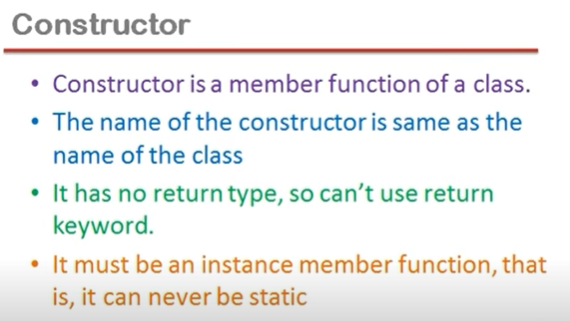 Constructor
• Constructor is a member function of a class.
• The name of the constructor is same as the
name of the class
• It has no return type, so can't use return
keyword.
• It must be an instance member function, that
is, it can never be static